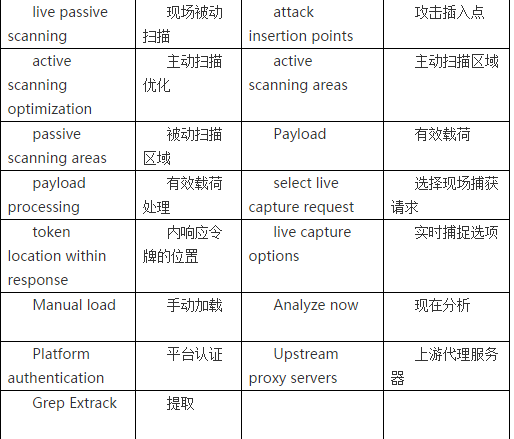 live passive scanning 现场被动扫描 attack insertion points 攻击插入点
active scanning optimization 主动扫描优化 active scanning areas 主动扫描区域
passive scanning areas 被动扫描区域 Payload 有效载荷
payload processing 有效载荷处理 select live capture request 选择现场捕获请求
token location within response 内响应令牌的位置 live capture options 实时捕捉选项
Manual load 手动加载 Analyze now 现在分析
Platform authentication 平台认证 Upstream proxy servers 上游代理服务器
Grep Extrack 提取